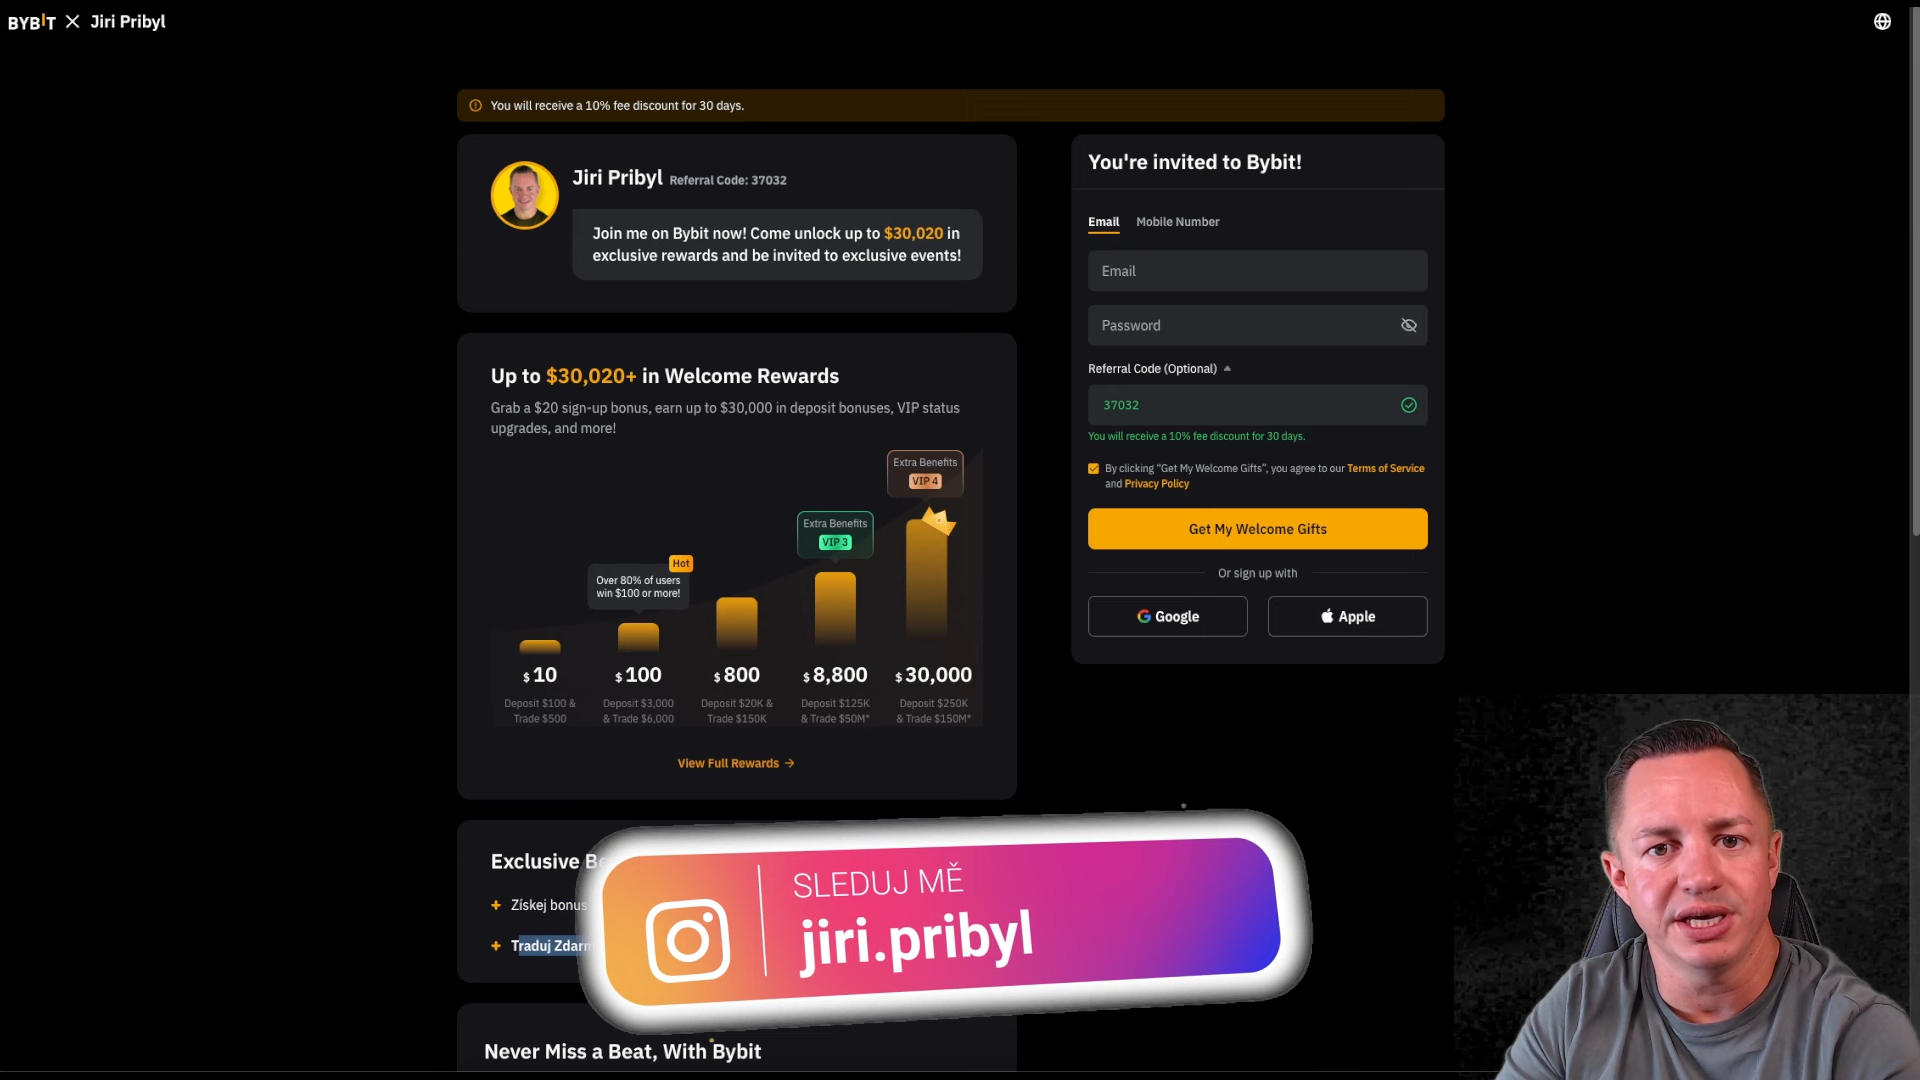 BYBIT X Jiri Pribyl
You will receive a 10% fee discount for 30 days.
Jiri Pribyl Referral Code: 37032
Join me on Bybit now! Come unlock up to $30,020 in
exclusive rewards and be invited to exclusive events!
Up to $30,020+ in Welcome Rewards
Grab a $20 sign-up bonus, earn up to $30,000 in deposit bonuses, VIP status
upgrades, and more!
Extra Benefits
VIP 4
Extra Benefits
VIP 3
Hot
Over 80% of users
win $100 or more!
$10
$100
$800
$8,800
$30,000
Deposit $100 &
Trade $500
Deposit $3,000
& Trade $6,000
Deposit $20K &
Trade $150K
Deposit $125K
& Trade $50M*
Deposit $250K
& Trade $150M*
View Full Rewards →
Exclusive
Získej bonus
Traduj
Never Miss a Beat, With Bybit
You're invited to Bybit!
Email Mobile Number
Email
Password
Referral Code (Optional)
37032
You will receive a 10% fee discount for 30 days.
By clicking “Get My Welcome Gifts”, you agree to our Terms of Service
and Privacy Policy
Get My Welcome Gifts
Or sign up with
Google
Apple
SLEDUJ MĚ
jiri.pribyl